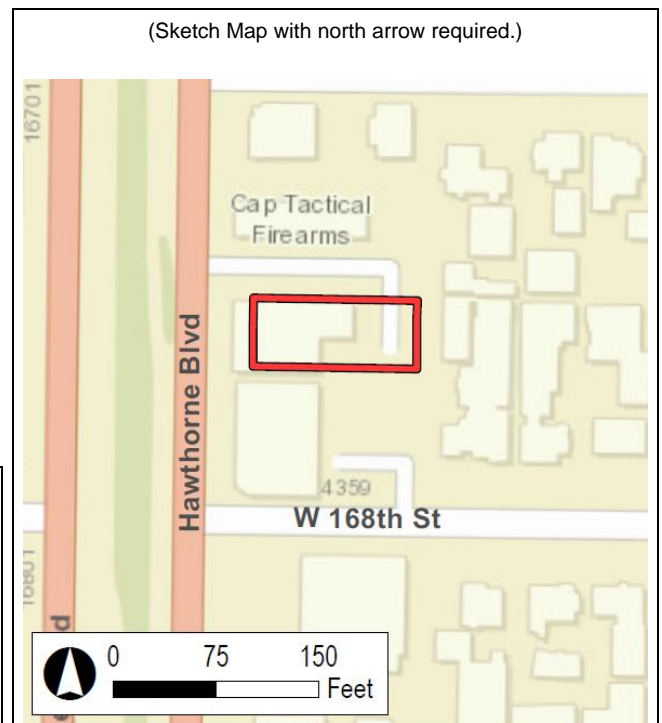 (Sketch Map with north arrow required.)
16701
Cap Tactical
Firearms
Hawthorne Blvd
4359
W 168th St
16801
0 75 150
Feet